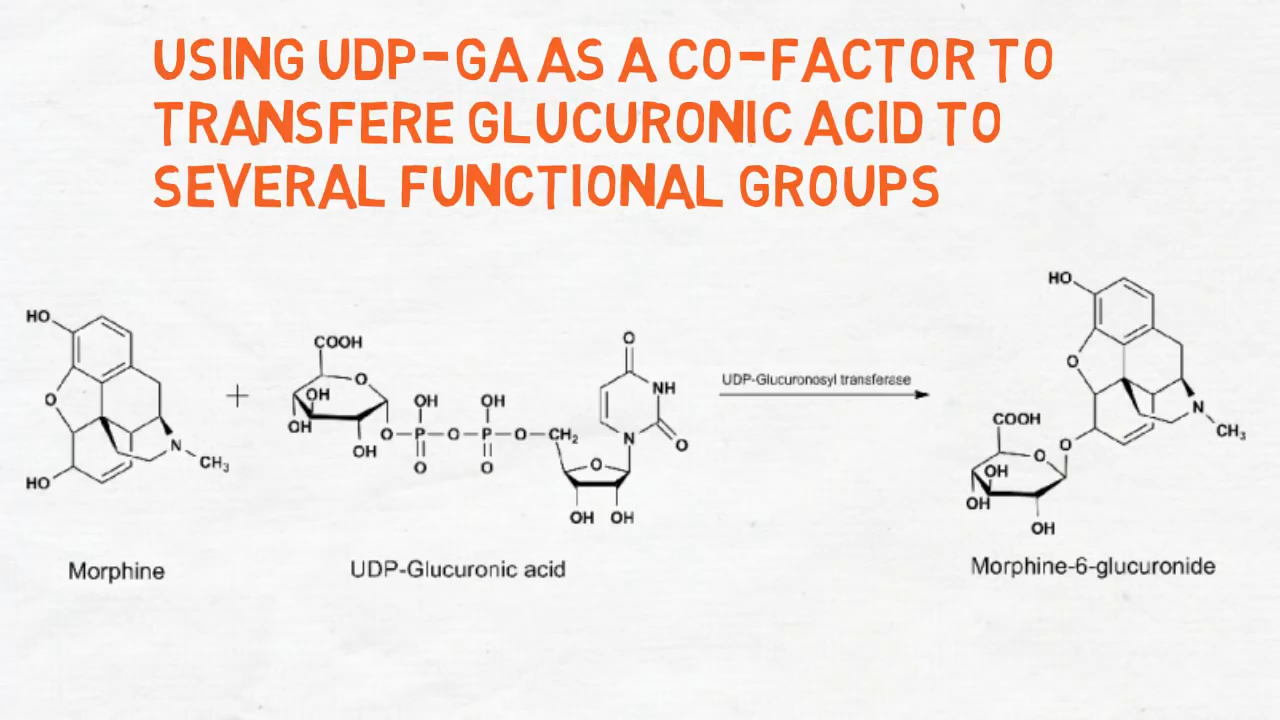 USING UDP-GA AS A CO-FACTOR TO
TRANSFERE GLUCURONIC ACID TO
SEVERAL FUNCTIONAL GROUPS
HO
O
HO
N
CH3
Morphine
+
COOH
O
OH
OH
OH
O
OH
P
O
O
OH
P
O
O
CH2
O
OH
OH
O
NH
N
O
UDP-Glucuronic acid
UDP-Glucuronosyl transferase
HO
O
N
CH3
COOH
O
O
OH
OH
OH
Morphine-6-glucuronide